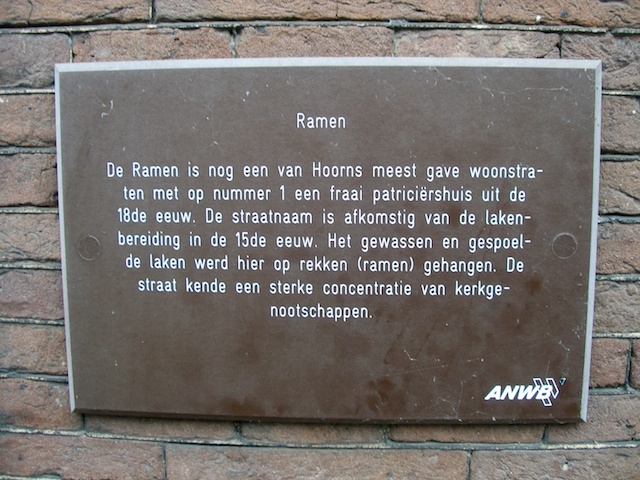 Ramen
De Ramen is nog een van Hoorns meest gave woonstra-
ten met op nummer 1 een fraai patriciërshuis uit de
18de eeuw. De straatnaam is afkomstig van de laken-
bereiding in de 15de eeuw. Het gewassen en gespoel-
de laken werd hier op rekken (ramen) gehangen. De
straat kende een sterke concentratie van kerkge-
nootschappen.
ANWB